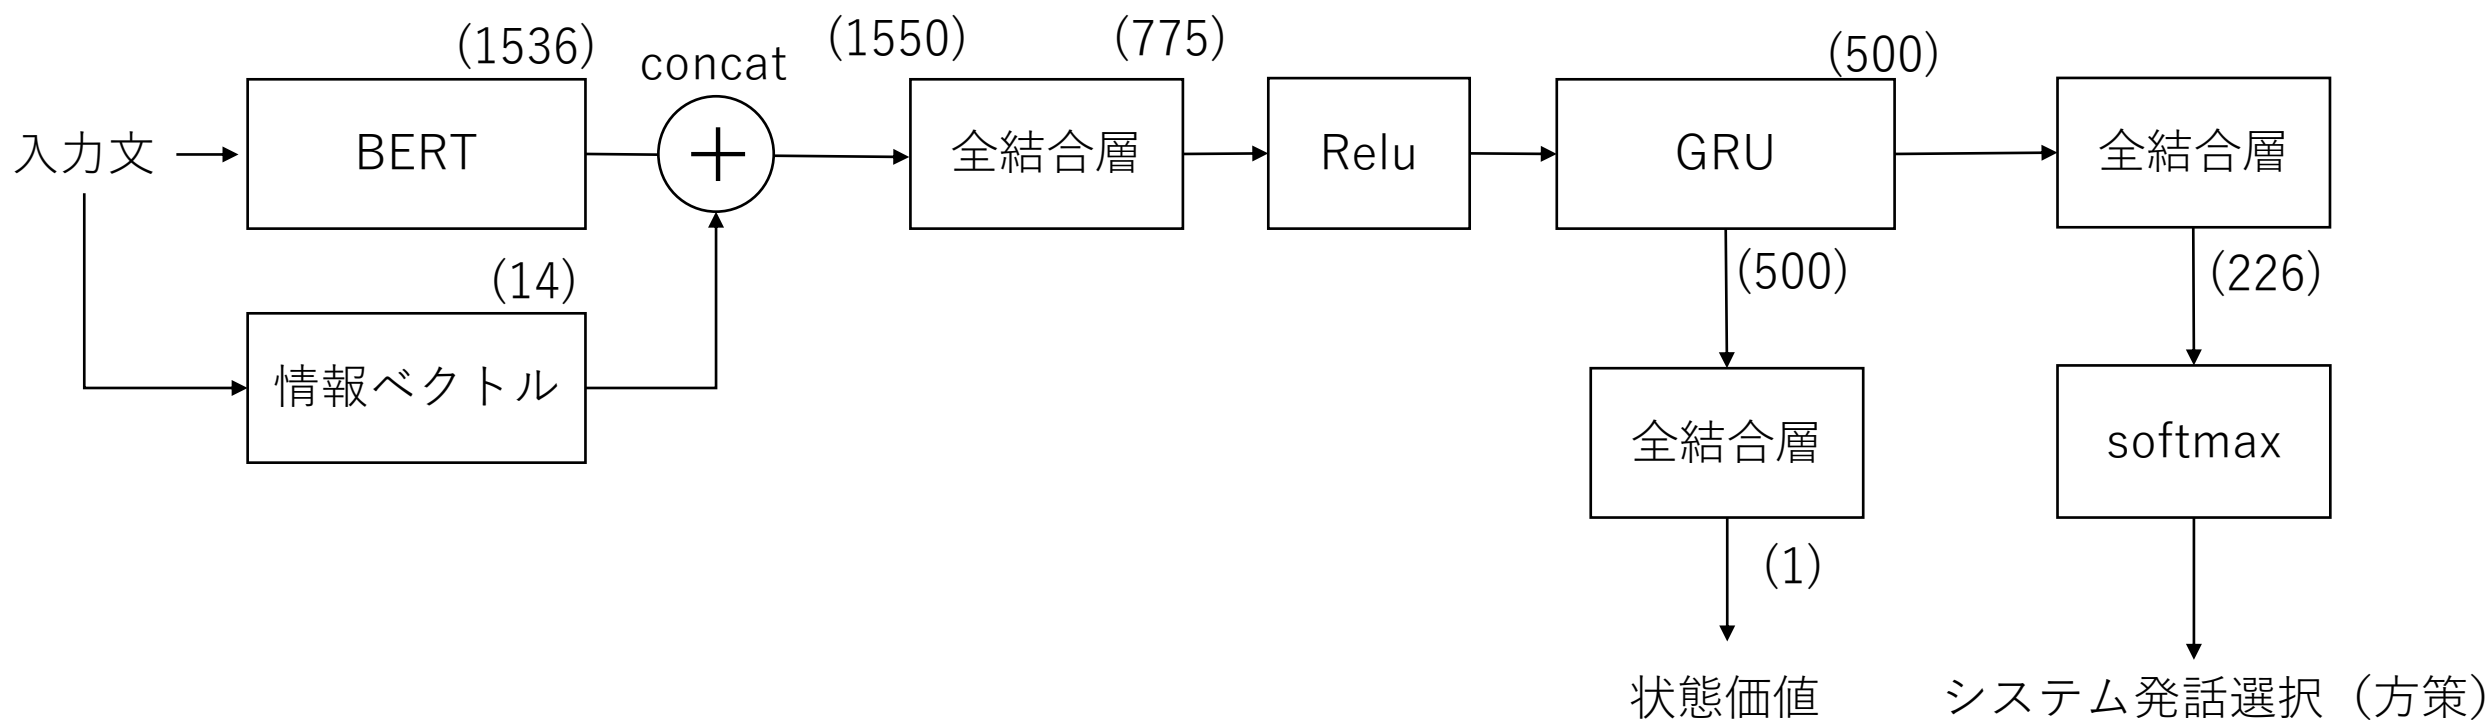 (1536)
concat
(1550)
(775)
(500)
入力文
BERT
全結合層
Relu
GRU
全結合層
(14)
(500)
(226)
情報ベクトル
全結合層
softmax
(1)
状態価値
システム発話選択（方策）